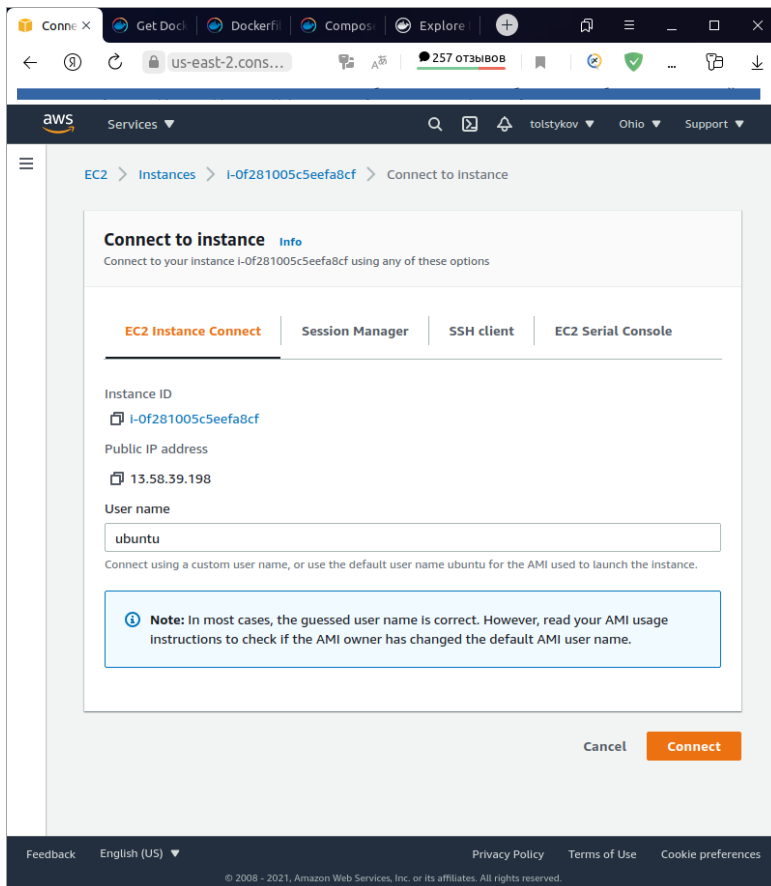 Conne
Get Dock
Dockerfil
Compos
Explore
us-east-2.cons...
257 отзывов
aws
Services
tolstykov
Ohio
Support
EC2 > Instances > i-0f281005c5eefa8cf > Connect to instance
Connect to instance Info
Connect to your instance i-0f281005c5eefa8cf using any of these options
EC2 Instance Connect
Session Manager
SSH client
EC2 Serial Console
Instance ID
i-0f281005c5eefa8cf
Public IP address
13.58.39.198
User name
ubuntu
Connect using a custom user name, or use the default user name ubuntu for the AMI used to launch the instance.
Note: In most cases, the guessed user name is correct. However, read your AMI usage
instructions to check if the AMI owner has changed the default AMI user name.
Cancel
Connect
Feedback
English (US)
Privacy Policy
Terms of Use
Cookie preferences
© 2008 - 2021, Amazon Web Services, Inc. or its affiliates. All rights reserved.